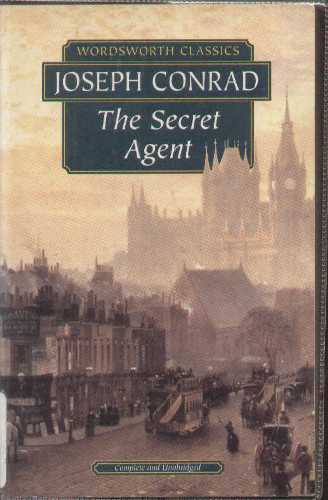 WORDSWORTH CLASSICS
JOSEPH CONRAD
The Secret
Agent
Complete and Unabridged